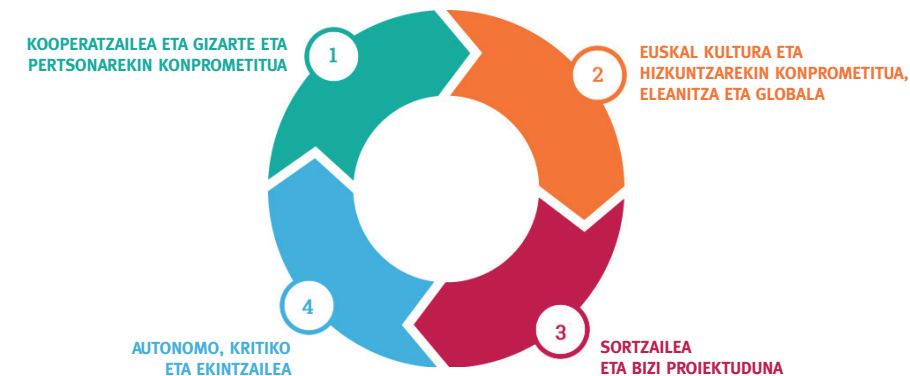 KOOPERATZAILEA ETA GIZARTE ETA
PERTSONAREKIN KONPROMETITUA
1
2
EUSKAL KULTURA ETA
HIZKUNTZAREKIN KONPROMETITUA,
ELEANITZA ETA GLOBALA
3
SORTZAILEA
ETA BIZI PROIEKTUDUNA
4
AUTONOMO, KRITIKO
ETA EKINTZAILEA